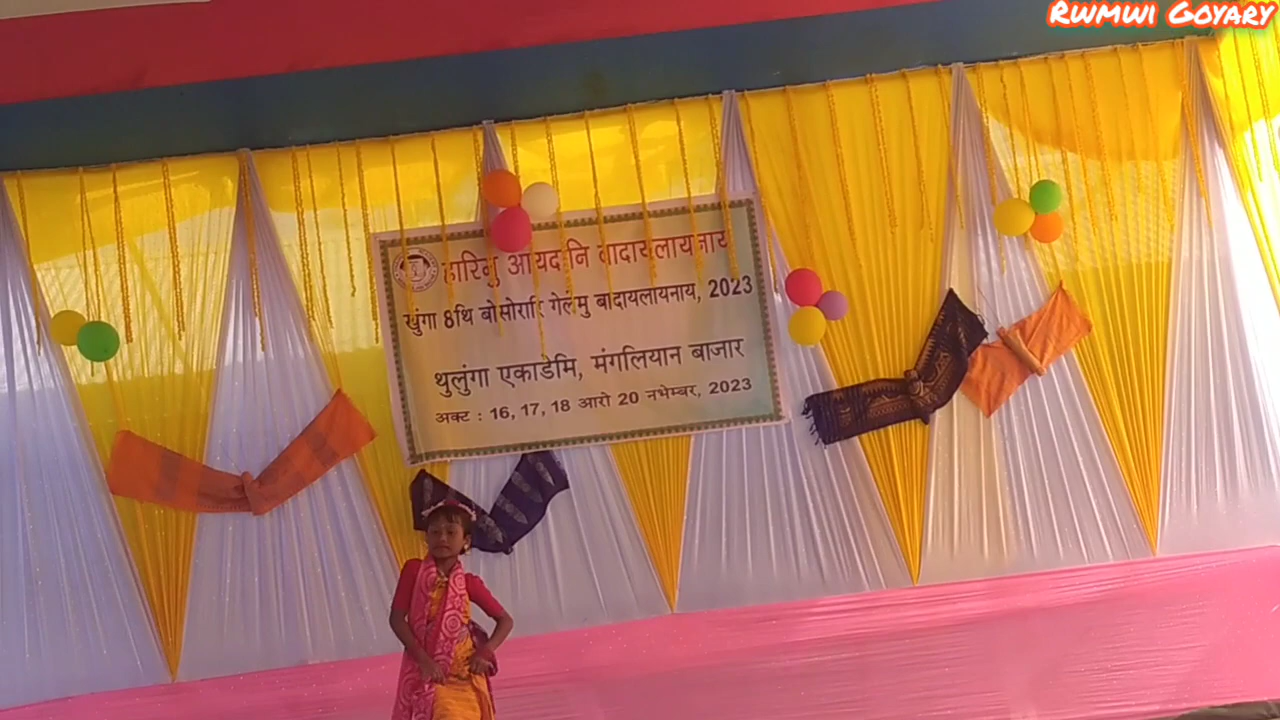 Rwmwi Goyary
हारिमु आयदानि बादायलायनाय
खुंगा 8थि बोसोरारि गेलेमु बादायलायनाय, 2023
थुलुंगा एकाडेमि, मंगलियान बाजार
अक्ट : 16, 17, 18 आरो 20 नभेम्बर, 2023